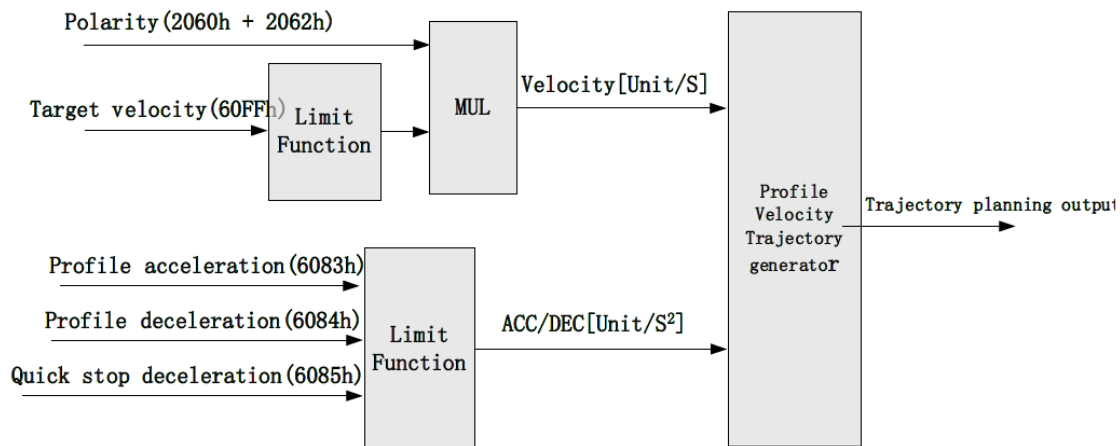 Polarity(2060h + 2062h)
Target velocity(60FFh)
Limit
Function
MUL
Velocity[Unit/S]
Profile
Velocity
Trajectory
generator
Trajectory planning output
Profile acceleration(6083h)
Profile deceleration(6084h)
Quick stop deceleration(6085h)
Limit
Function
ACC/DEC[Unit/S²]